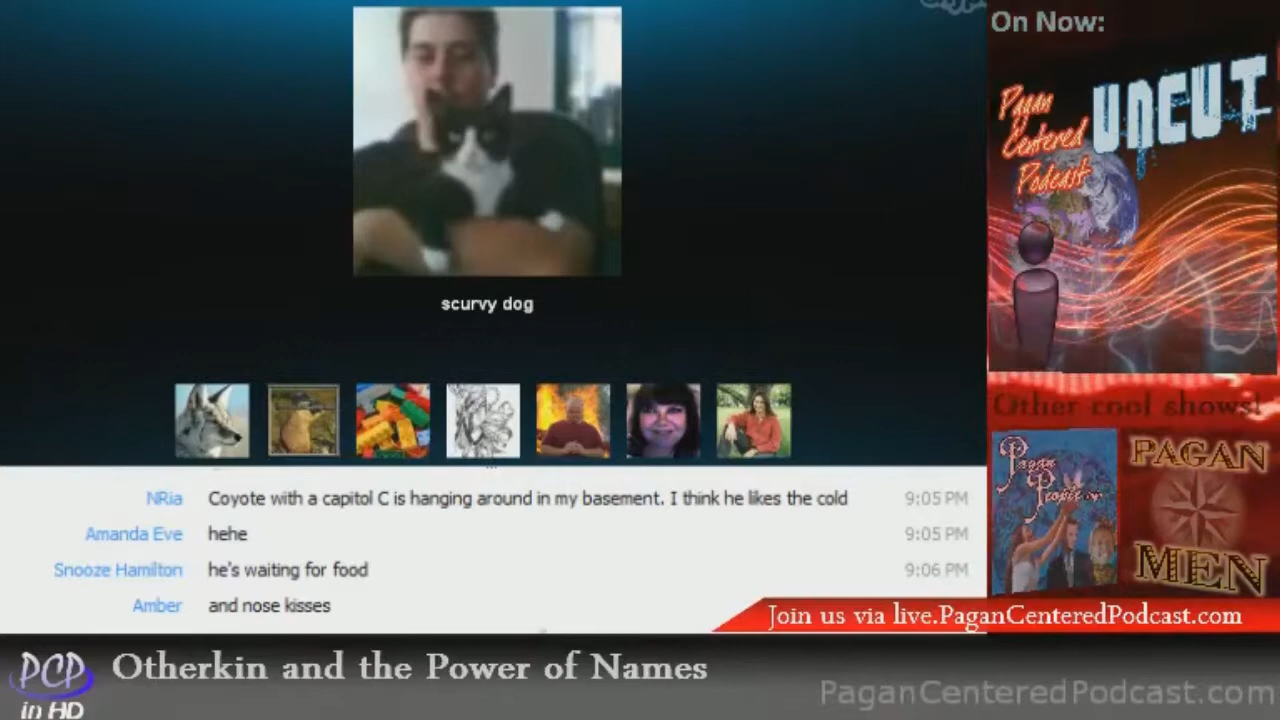 On Now:
Pagan
Centered
Podcast
UNCUT
scurvy dog
Other cool shows!
Pagan
People
PAGAN
MEN
NRia Coyote with a capitol C is hanging around in my basement. I think he likes the cold 9:05 PM
Amanda Eve hehe 9:05 PM
Snooze Hamilton he's waiting for food 9:06 PM
Amber and nose kisses
Join us via live.PaganCenteredPodcast.com
PCP
in HD
Otherkin and the Power of Names
PaganCenteredPodcast.com